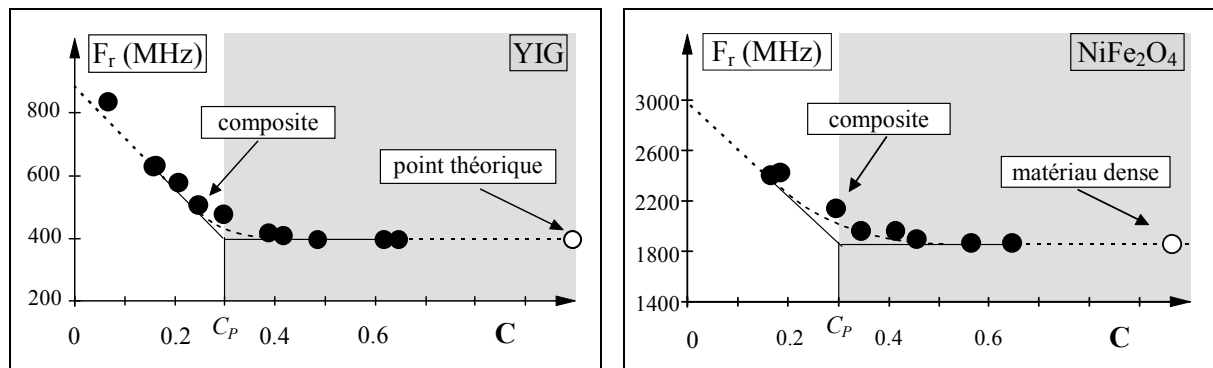 F_r (MHz)
YIG
800
600
400
200
composite
point théorique
0
0.2
C_P
0.4
0.6
C
F_r (MHz)
NiFe₂O₄
3000
2600
2200
1800
1400
composite
matériau dense
0
0.2
C_P
0.4
0.6
C